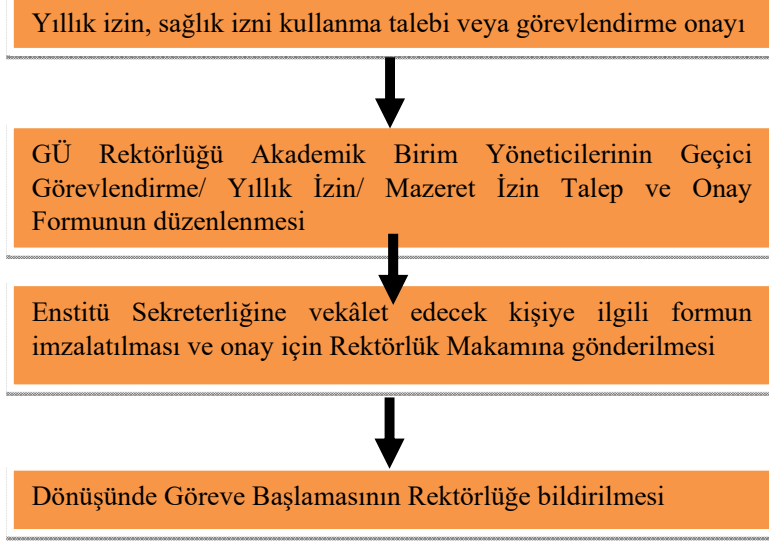 Yıllık izin, sağlık izni kullanma talebi veya görevlendirme onayı
GÜ Rektörlüğü Akademik Birim Yöneticilerinin Geçici
Görevlendirme/ Yıllık İzin/ Mazeret İzin Talep ve Onay
Formunun düzenlenmesi
Enstitü Sekreterliğine vekâlet edecek kişiye ilgili formun
imzalatılması ve onay için Rektörlük Makamına gönderilmesi
Dönüşünde Göreve Başlamasının Rektörlüğe bildirilmesi